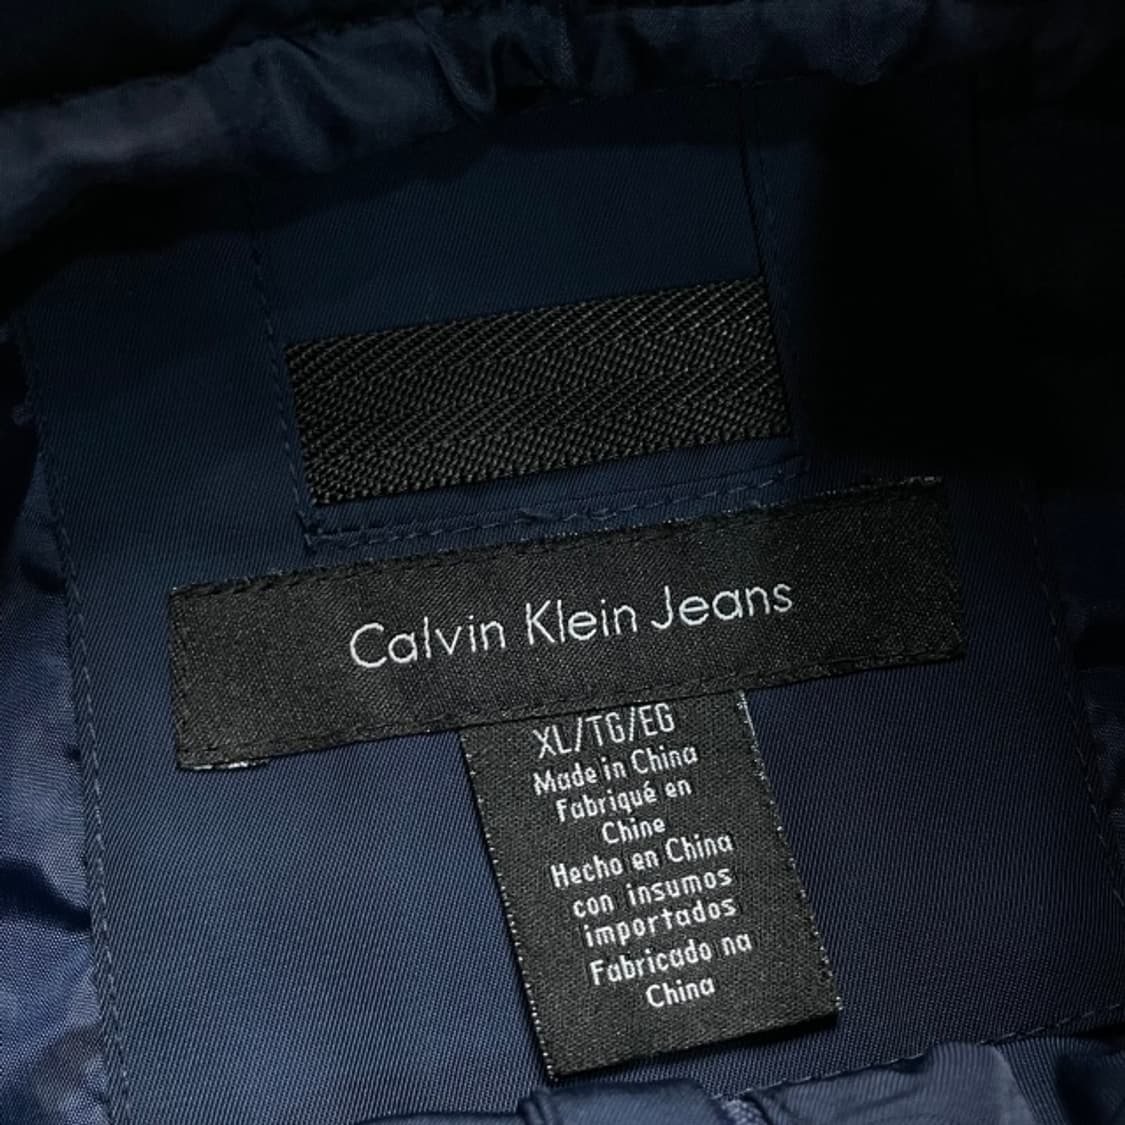 Calvin Klein Jeans
XL/TG/EG
Made in China
Fabriqué en
Chine
Hecho en China
con insumos
importados
Fabricado na
China